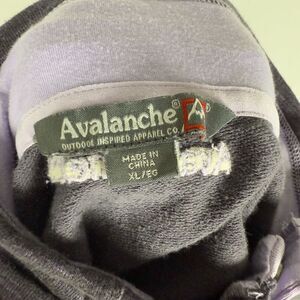 Avalanche®
OUTDOOR INSPIRED APPAREL CO.
MADE IN
CHINA
XL/EG